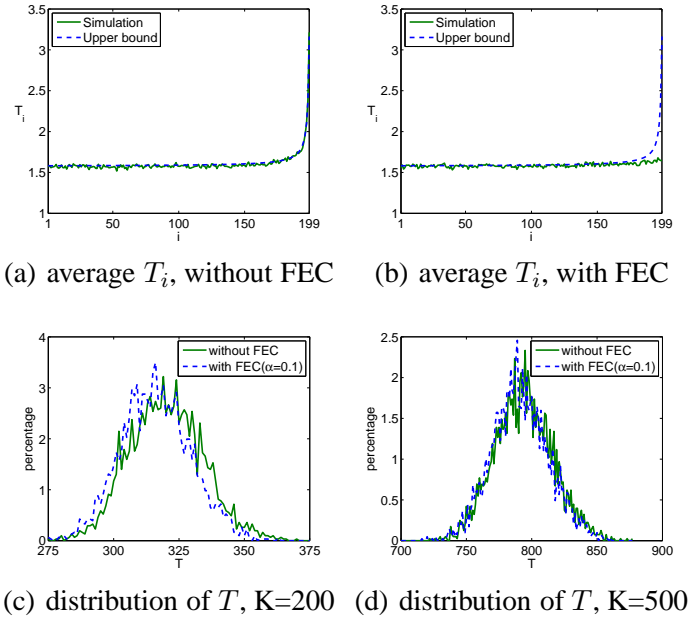 3.5
3
2.5
2
1.5
1
T_i
Simulation
Upper bound
1 50 100 150 199
i
3.5
3
2.5
2
1.5
1
T_i
Simulation
Upper bound
1 50 100 150 199
i
(a) average T_i, without FEC
(b) average T_i, with FEC
4
3
2
1
0
percentage
without FEC
with FEC(α=0.1)
275 300 325 350 375
T
2.5
2
1.5
1
0.5
0
percentage
without FEC
with FEC(α=0.1)
700 750 800 850 900
T
(c) distribution of T, K=200
(d) distribution of T, K=500